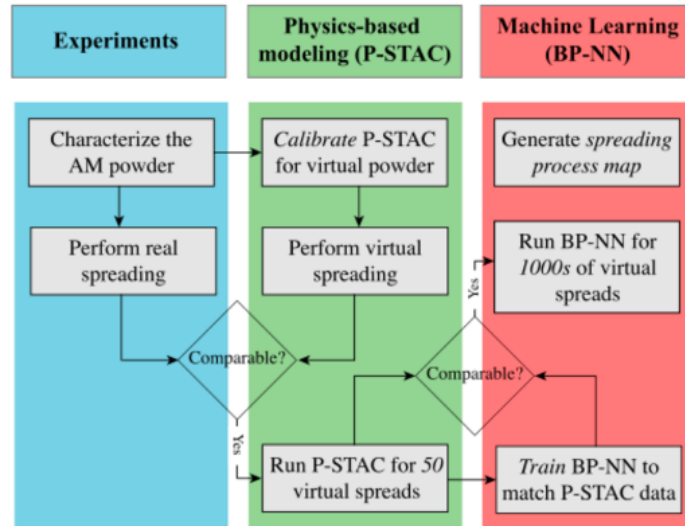 Experiments
Physics-based
modeling (P-STAC)
Machine Learning
(BP-NN)
Characterize the
AM powder
Calibrate P-STAC
for virtual powder
Generate spreading
process map
Perform real
spreading
Perform virtual
spreading
Run BP-NN for
1000s of virtual
spreads
Yes
Comparable?
Comparable?
Yes
Run P-STAC for 50
virtual spreads
Train BP-NN to
match P-STAC data